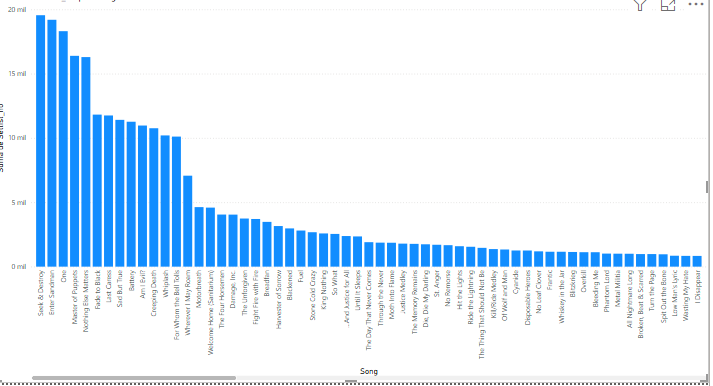 20 mil
15 mil
10 mil
5 mil
0 mil
Seek & Destroy
Enter Sandman
One
Master of Puppets
Nothing Else Matters
Fade to Black
Last Caress
Sad But True
Battery
Am I Evil?
Creeping Death
Whiplash
For Whom the Bell Tolls
Wherever I May Roam
Motorbreath
Welcome Home (Sanitarium)
The Four Horsemen
Damage, Inc.
The Unforgiven
Fight Fire with Fire
Breadfan
Harvester of Sorrow
Blackened
Fuel
Stone Cold Crazy
King Nothing
So What
...And Justice for All
Until It Sleeps
The Day That Never Comes
Through the Never
Moth Into Flame
Justice Medley
The Memory Remains
Die, Die My Darling
St. Anger
No Remorse
Hit the Lights
Ride the Lightning
The Thing That Should Not Be
Kill/Ride Medley
Of Wolf and Man
Cyanide
Disposable Heroes
No Leaf Clover
Frantic
Whiskey in the Jar
Blitzkrieg
Overkill
Bleeding Me
Phantom Lord
Metal Militia
All Nightmare Long
Broken, Beat & Scarred
Turn the Page
Spit Out the Bone
Low Man's Lyric
Wasting My Hate
I Disappear
Song